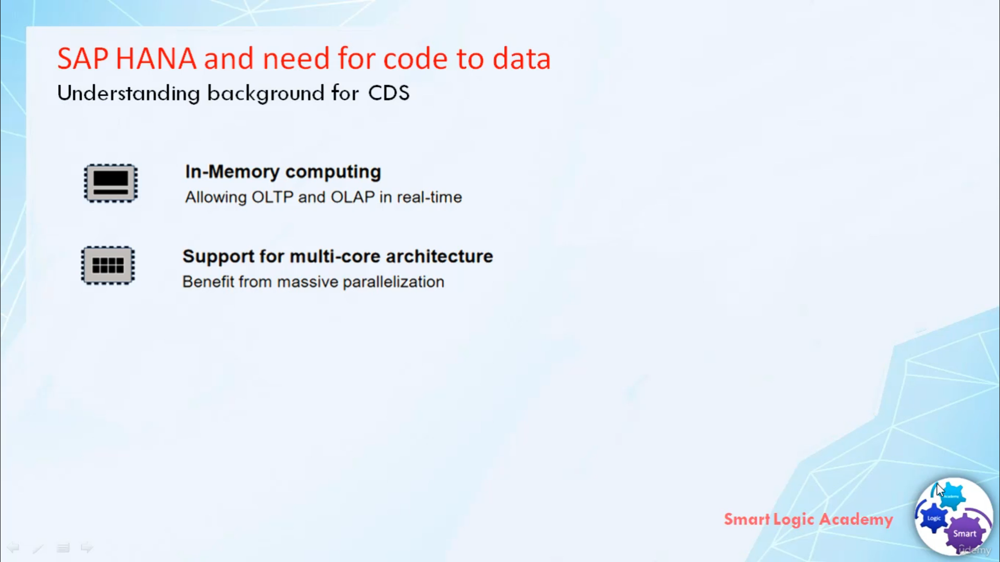 SAP HANA and need for code to data
Understanding background for CDS
In-Memory computing
Allowing OLTP and OLAP in real-time
Support for multi-core architecture
Benefit from massive parallelization
Smart Logic Academy
Academy
Logic
Smart
ûdemy